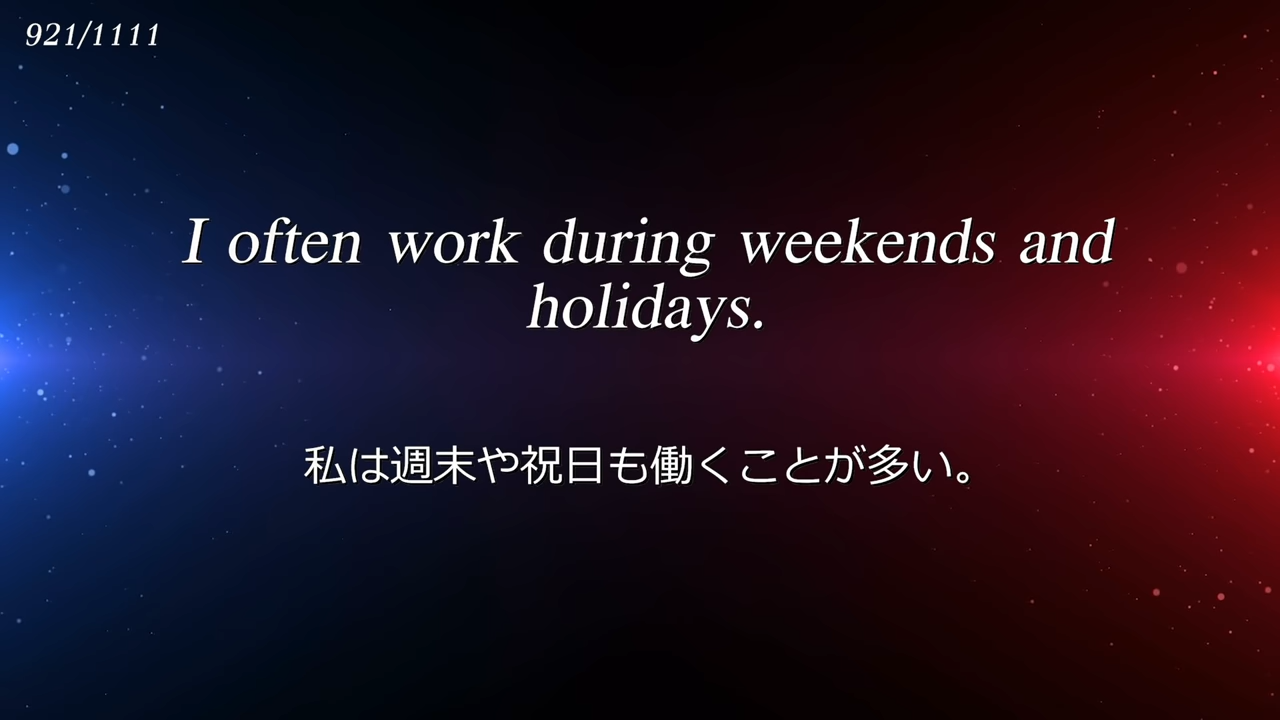 921/1111
I often work during weekends and
holidays.
私は週末や祝日も働くことが多い。